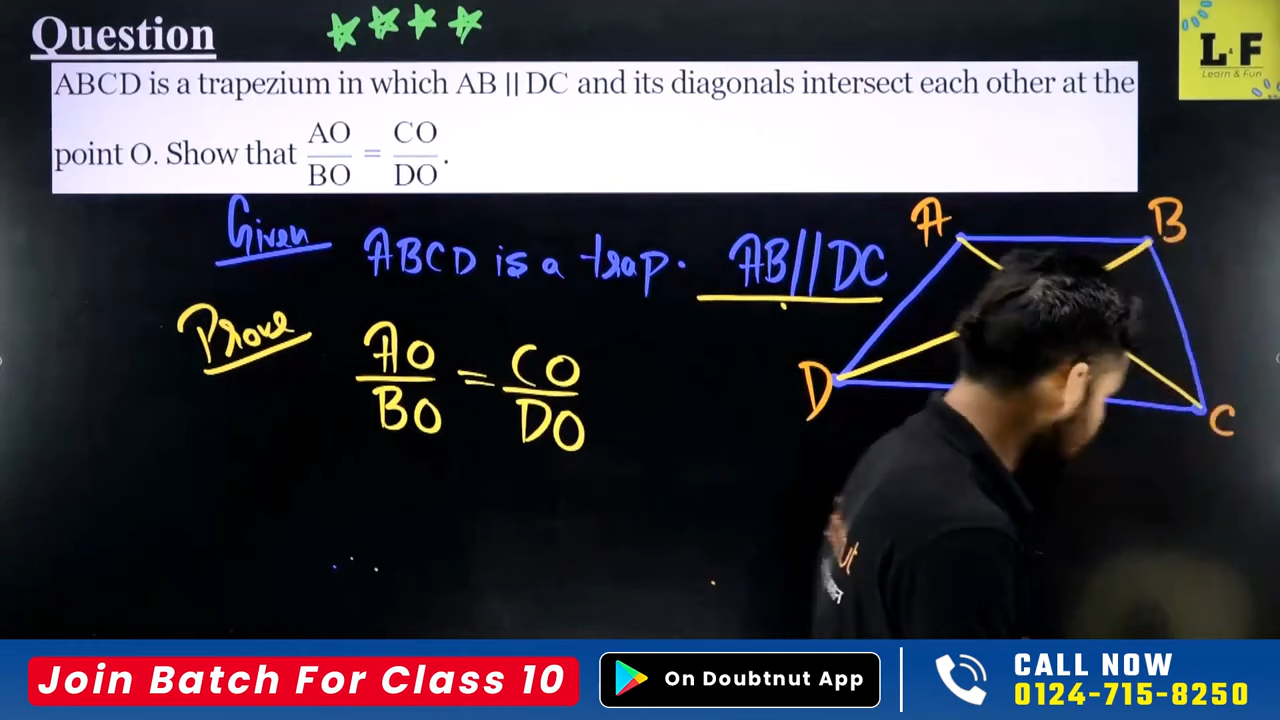 Question
L&F
Learn & Fun
ABCD is a trapezium in which AB || DC and its diagonals intersect each other at the
point O. Show that AO/BO = CO/DO.
Given ABCD is a trap. AB//DC
Prove AO/BO = CO/DO
A
B
D
C
Join Batch For Class 10
On Doubtnut App
CALL NOW
0124-715-8250